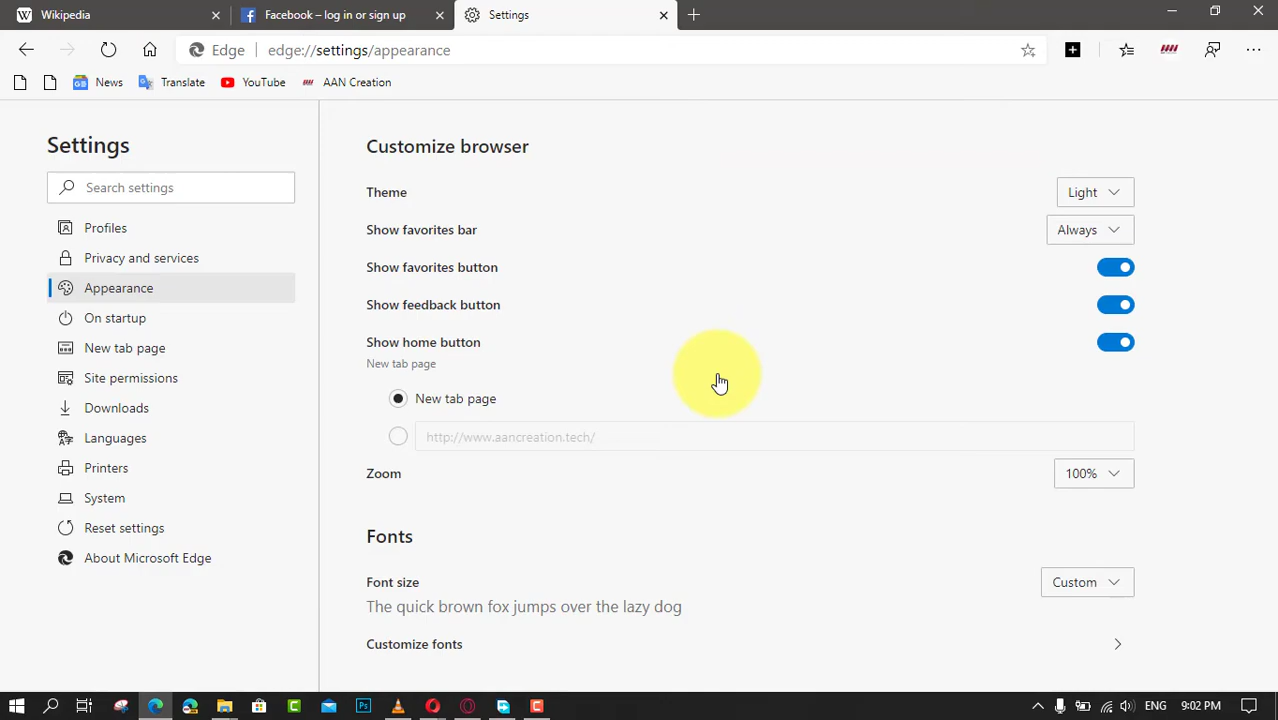 Wikipedia
Facebook – log in or sign up
Settings
Edge
edge://settings/appearance
News
Translate
YouTube
AAN Creation
Settings
Search settings
Profiles
Privacy and services
Appearance
On startup
New tab page
Site permissions
Downloads
Languages
Printers
System
Reset settings
About Microsoft Edge
Customize browser
Theme
Light
Show favorites bar
Always
Show favorites button
Show feedback button
Show home button
New tab page
New tab page
http://www.aancreation.tech/
Zoom
100%
Fonts
Font size
Custom
The quick brown fox jumps over the lazy dog
Customize fonts
ENG
9:02 PM